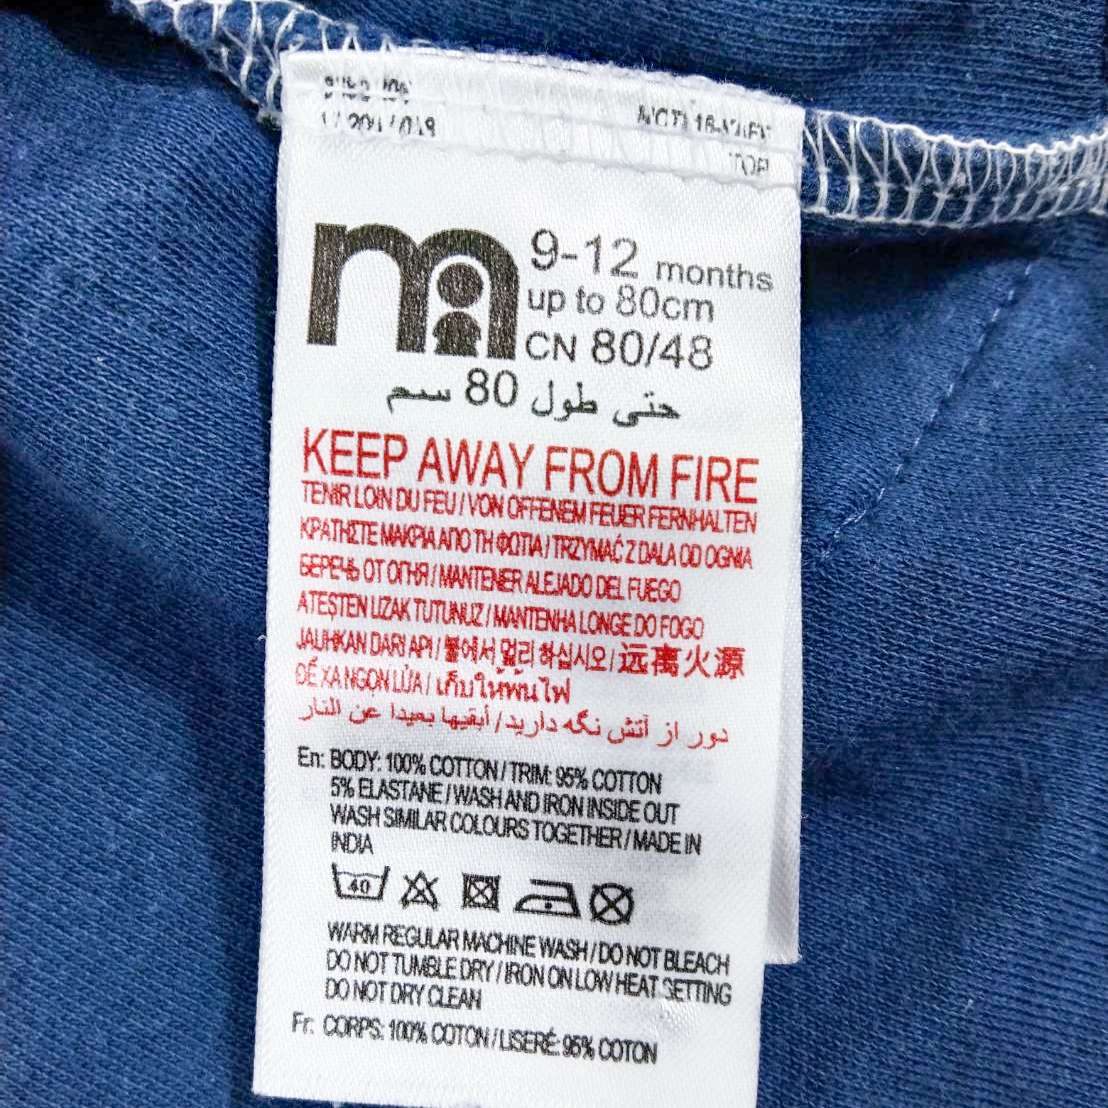 9-12 months
up to 80cm
CN 80/48
حتى طول 80 سم
KEEP AWAY FROM FIRE
TENIR LOIN DU FEU / VON OFFENEM FEUER FERNHALTEN
ΚΡΑΤΗΣΤΕ ΜΑΚΡΙΑ ΑΠΟ ΤΗ ΦΩΤΙΑ / TRZYMAĆ Z DALA OD OGNIA
БЕРЕЧЬ ОТ ОГНЯ / MANTENER ALEJADO DEL FUEGO
ATEŞTEN UZAK TUTUNUZ / MANTENHA LONGE DO FOGO
JAUHKAN DARI API / 불에서 멀리 하십시오 / 远离火源
ĐỂ XA NGỌN LỬA / เก็บให้พ้นไฟ
دور از آتش نگه دارید / أبقيها بعيدا عن النار
En: BODY: 100% COTTON / TRIM: 95% COTTON
5% ELASTANE / WASH AND IRON INSIDE OUT
WASH SIMILAR COLOURS TOGETHER / MADE IN
INDIA
40
WARM REGULAR MACHINE WASH / DO NOT BLEACH
DO NOT TUMBLE DRY / IRON ON LOW HEAT SETTING
DO NOT DRY CLEAN
Fr: CORPS: 100% COTON / LISERÉ: 95% COTON